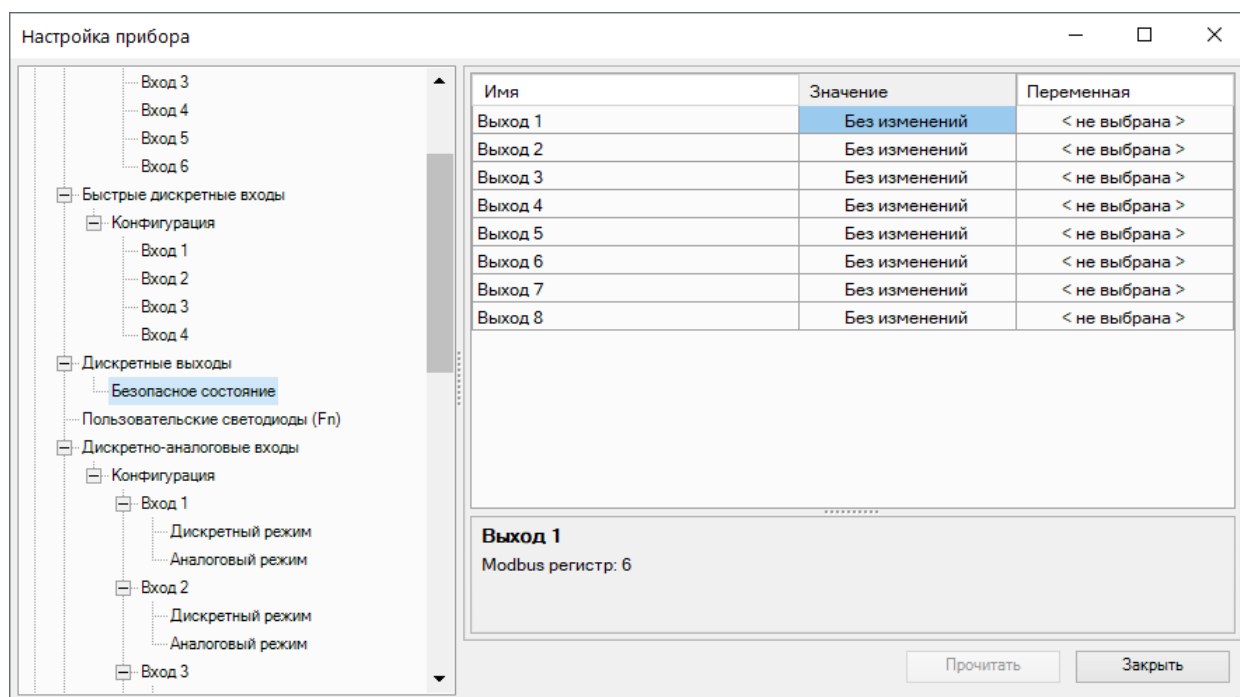 Настройка прибора
Вход 3
Вход 4
Вход 5
Вход 6
Быстрые дискретные входы
Конфигурация
Вход 1
Вход 2
Вход 3
Вход 4
Дискретные выходы
Безопасное состояние
Пользовательские светодиоды (Fn)
Дискретно-аналоговые входы
Конфигурация
Вход 1
Дискретный режим
Аналоговый режим
Вход 2
Дискретный режим
Аналоговый режим
Вход 3
Имя Значение Переменная
Выход 1 Без изменений < не выбрана >
Выход 2 Без изменений < не выбрана >
Выход 3 Без изменений < не выбрана >
Выход 4 Без изменений < не выбрана >
Выход 5 Без изменений < не выбрана >
Выход 6 Без изменений < не выбрана >
Выход 7 Без изменений < не выбрана >
Выход 8 Без изменений < не выбрана >
Выход 1
Modbus регистр: 6
Прочитать Закрыть